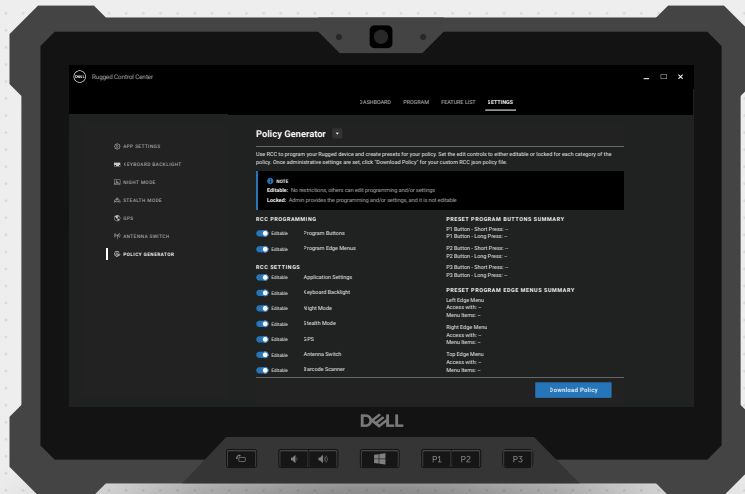 DELL
Rugged Control Center
DASHBOARD PROGRAM FEATURE LIST SETTINGS
APP SETTINGS
KEYBOARD BACKLIGHT
NIGHT MODE
STEALTH MODE
GPS
ANTENNA SWITCH
POLICY GENERATOR
Policy Generator
Use RCC to program your Rugged device and create presets for your policy. Set the edit controls to either editable or locked for each category of the
policy. Once administrative settings are set, click "Download Policy" for your custom RCC json policy file.
NOTE
Editable: No restrictions, others can edit programming and/or settings
Locked: Admin provides the programming and/or settings, and it is not editable
RCC PROGRAMMING
Editable Program Buttons
Editable Program Edge Menus
RCC SETTINGS
Editable Application Settings
Editable Keyboard Backlight
Editable Night Mode
Editable Stealth Mode
Editable GPS
Editable Antenna Switch
Editable Barcode Scanner
PRESET PROGRAM BUTTONS SUMMARY
P1 Button - Short Press: –
P1 Button - Long Press: –
P2 Button - Short Press: –
P2 Button - Long Press: –
P3 Button - Short Press: –
P3 Button - Long Press: –
PRESET PROGRAM EDGE MENUS SUMMARY
Left Edge Menu
Access with: –
Menu Items: –
Right Edge Menu
Access with: –
Menu Items: –
Top Edge Menu
Access with: –
Menu Items: –
Download Policy
DELL
P1 P2 P3